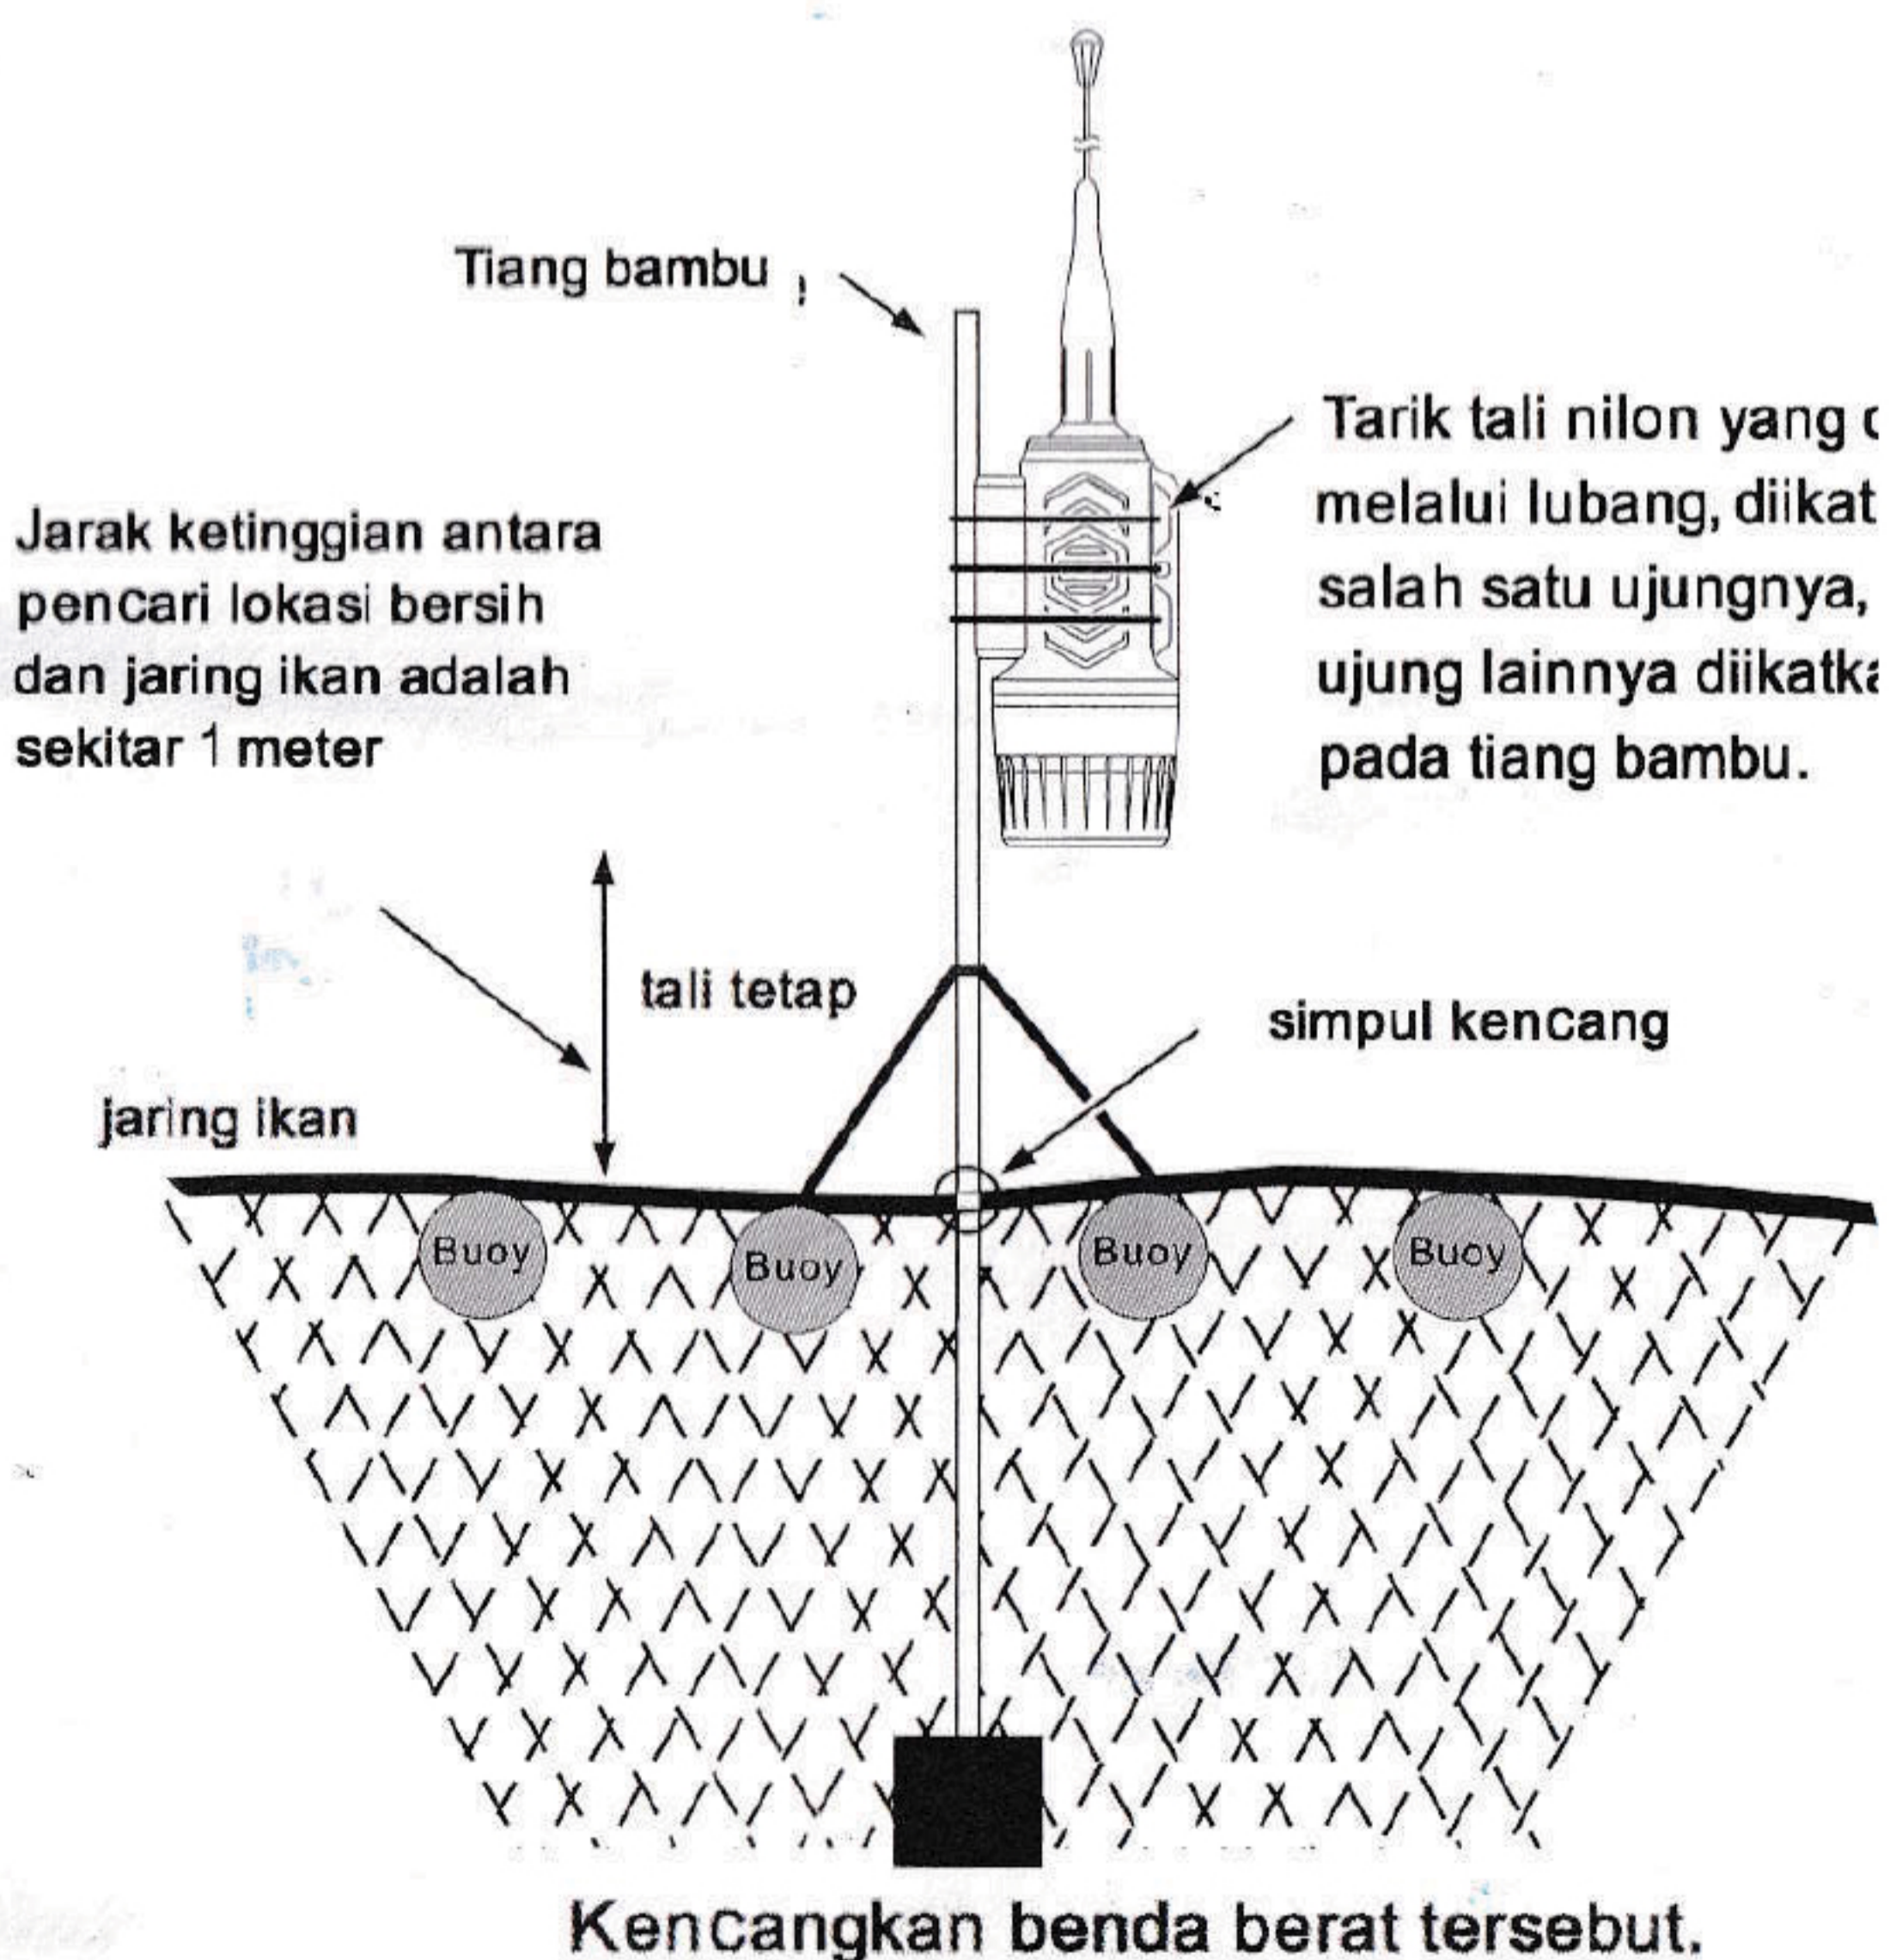 Tiang bambu
Tarik tali nilon yang
melalui lubang, diikat
salah satu ujungnya,
ujung lainnya
pada tiang bambu.
Jarak ketinggian antara
pencari lokasi bersih
dan jaring ikan adalah
sekitar 1 meter
tali tetap
simpul kencang
jaring ikan
Buoy
Buoy
Buoy
Buoy
Kencangkan benda berat tersebut.